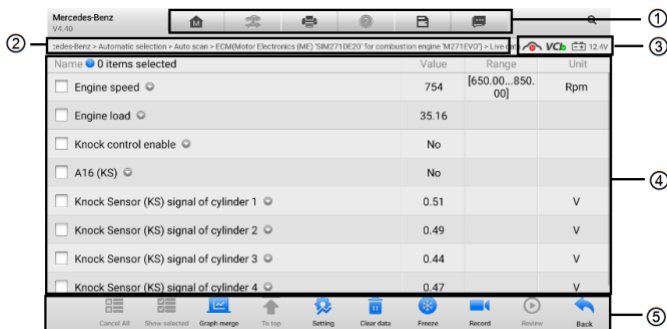 Mercedes-Benz
V4.40
①
②
cedes-Benz > Automatic selection > Auto scan > ECM(Motor Electronics (ME) 'SIM271DE20' for combustion engine 'M271EVO') > Live data
VCI
12.4V
③
Name 0 items selected Value Range Unit
Engine speed 754 [650.00...850.00] Rpm
Engine load 35.16
Knock control enable No
A16 (KS) No
④
Knock Sensor (KS) signal of cylinder 1 0.51 V
Knock Sensor (KS) signal of cylinder 2 0.49 V
Knock Sensor (KS) signal of cylinder 3 0.44 V
Knock Sensor (KS) signal of cylinder 4 0.47 V
Cancel All Show selected Graph merge To top Setting Clear data Freeze Record Review Back
⑤